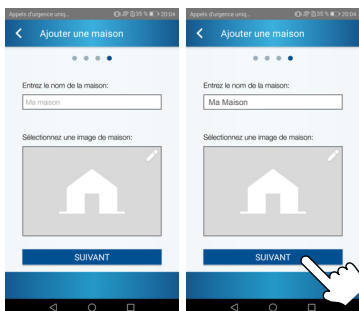 Appels d'urgence uniq... 35 % 20:04
Ajouter une maison
Entrez le nom de la maison:
Ma maison
Sélectionnez une image de maison:
SUIVANT
Appels d'urgence uniq... 35 % 20:04
Ajouter une maison
Entrez le nom de la maison:
Ma Maison
Sélectionnez une image de maison:
SUIVANT